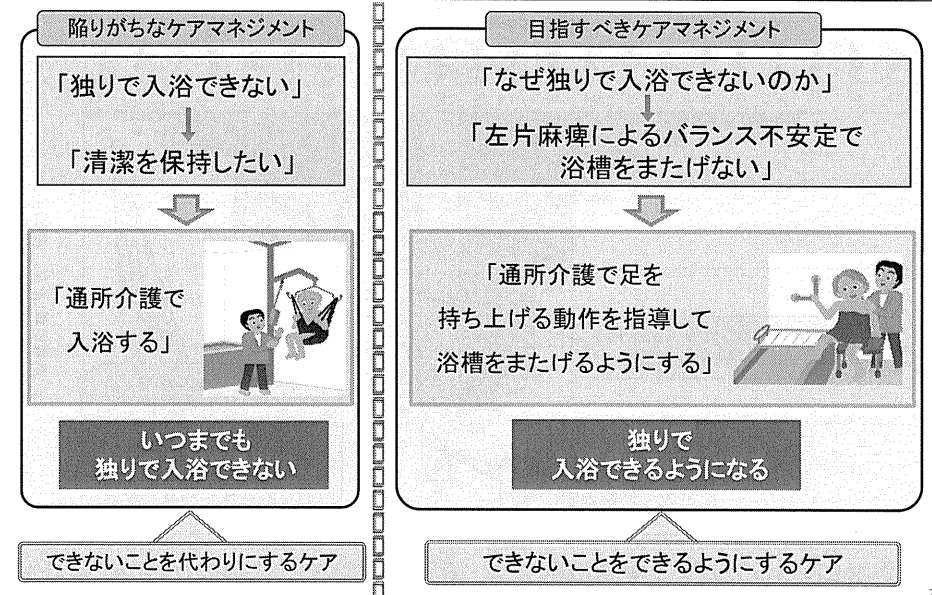 陥りがちなケアマネジメント
「独りで入浴できない」
「清潔を保持したい」
「通所介護で
入浴する」
いつまでも
独りで入浴できない
できないことを代わりにするケア
目指すべきケアマネジメント
「なぜ独りで入浴できないのか」
「左片麻痺によるバランス不安定で
浴槽をまたげない」
「通所介護で足を
持ち上げる動作を指導して
浴槽をまたげるようにする」
独りで
入浴できるようになる
できないことをできるようにするケア